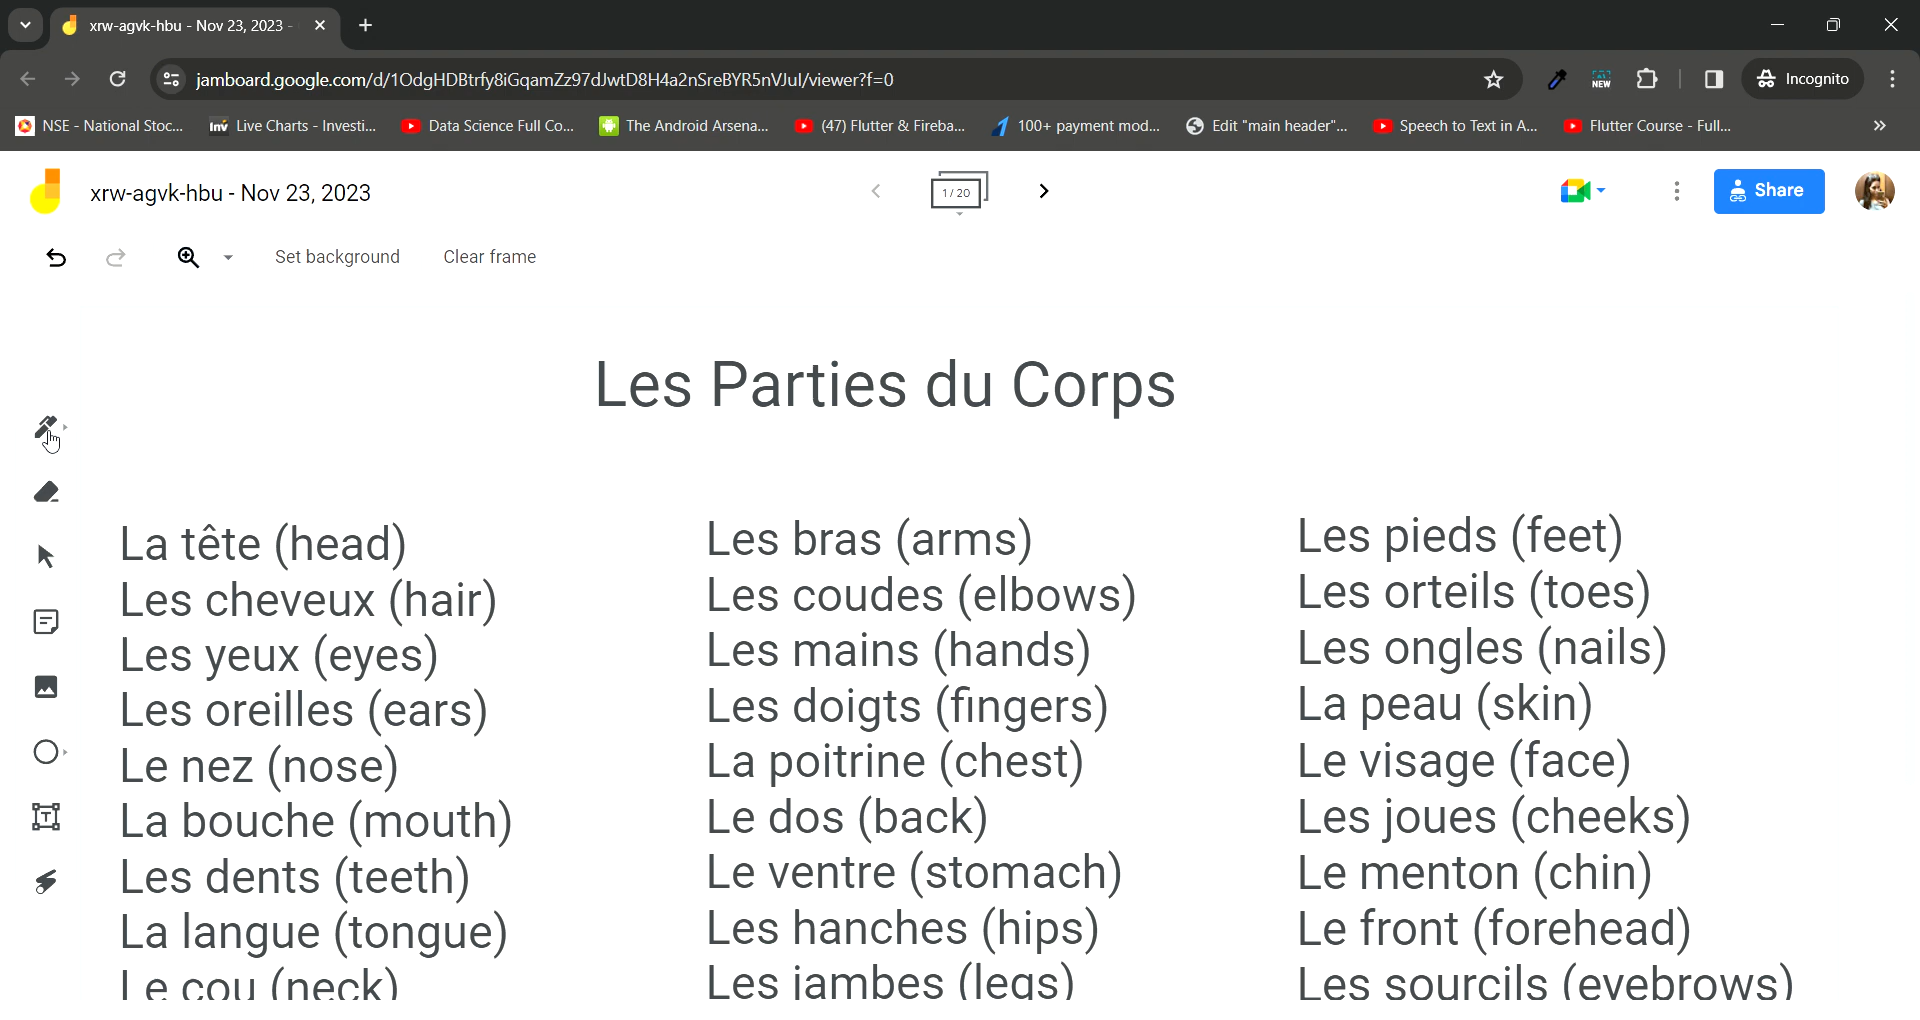 xrw-agvk-hbu - Nov 23, 2023 -
jamboard.google.com/d/1OdgHDBtrfy8iGqamZz97dJwtD8H4a2nSreBYR5nVJuI/viewer?f=0
NEW
Incognito
NSE - National Stoc...
Inv Live Charts - Investi...
Data Science Full Co...
The Android Arsena...
(47) Flutter & Fireba...
100+ payment mod...
Edit "main header"...
Speech to Text in A...
Flutter Course - Full...
xrw-agvk-hbu - Nov 23, 2023
1 / 20
Share
Set background
Clear frame
Les Parties du Corps
La tête (head)
Les cheveux (hair)
Les yeux (eyes)
Les oreilles (ears)
Le nez (nose)
La bouche (mouth)
Les dents (teeth)
La langue (tongue)
Le cou (neck)
Les bras (arms)
Les coudes (elbows)
Les mains (hands)
Les doigts (fingers)
La poitrine (chest)
Le dos (back)
Le ventre (stomach)
Les hanches (hips)
Les jambes (legs)
Les pieds (feet)
Les orteils (toes)
Les ongles (nails)
La peau (skin)
Le visage (face)
Les joues (cheeks)
Le menton (chin)
Le front (forehead)
Les sourcils (eyebrows)